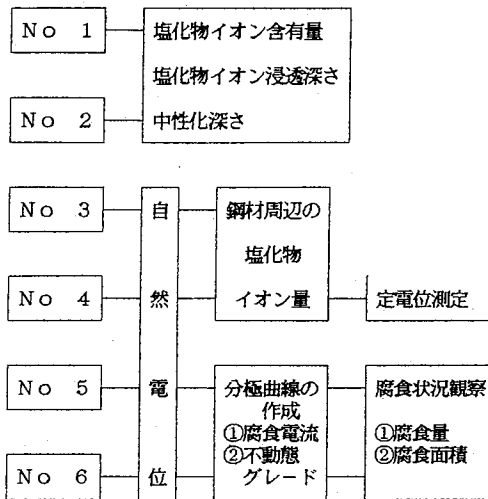 No 1
塩化物イオン含有量
塩化物イオン浸透深さ
No 2
中性化深さ
No 3
自然電位
鋼材周辺の
塩化物
No 4
イオン量
定電位測定
No 5
分極曲線の
作成
①腐食電流
②不動態
グレード
腐食状況観察
①腐食量
②腐食面積
No 6